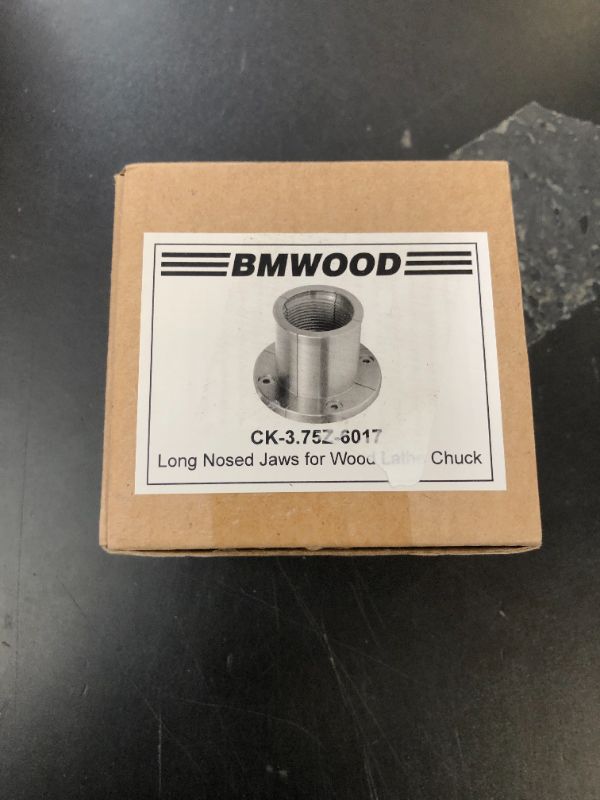 BMWOOD
CK-3.75Z-6017
Long Nosed Jaws for Wood Lathe Chuck